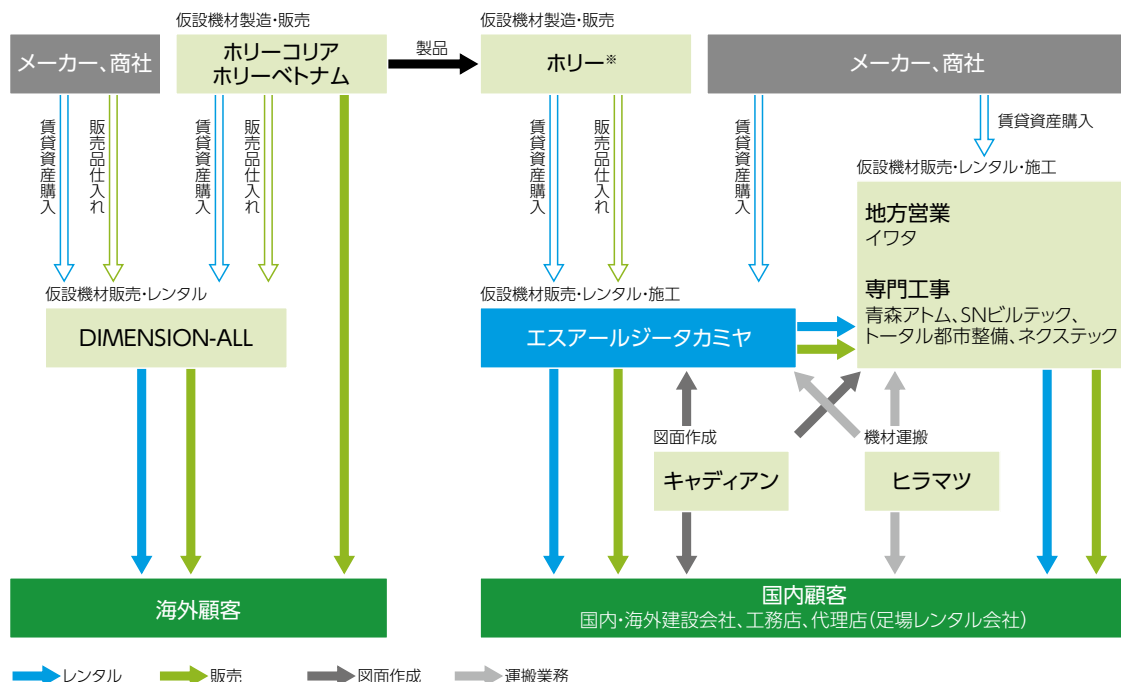 仮設機材製造・販売
メーカー、商社
ホリーコリア
ホリーベトナム
製品
仮設機材製造・販売
ホリー※
メーカー、商社
賃貸資産購入
販売品仕入れ
賃貸資産購入
販売品仕入れ
賃貸資産購入
販売品仕入れ
賃貸資産購入
賃貸資産購入
仮設機材販売・レンタル・施工
地方営業
イワタ
専門工事
青森アトム、SNビルテック、
トータル都市整備、ネクステック
仮設機材販売・レンタル
DIMENSION-ALL
仮設機材販売・レンタル・施工
エスアールジータカミヤ
図面作成
キャディアン
機材運搬
ヒラマツ
海外顧客
国内顧客
国内・海外建設会社、工務店、代理店(足場レンタル会社)
レンタル
販売
図面作成
運搬業務